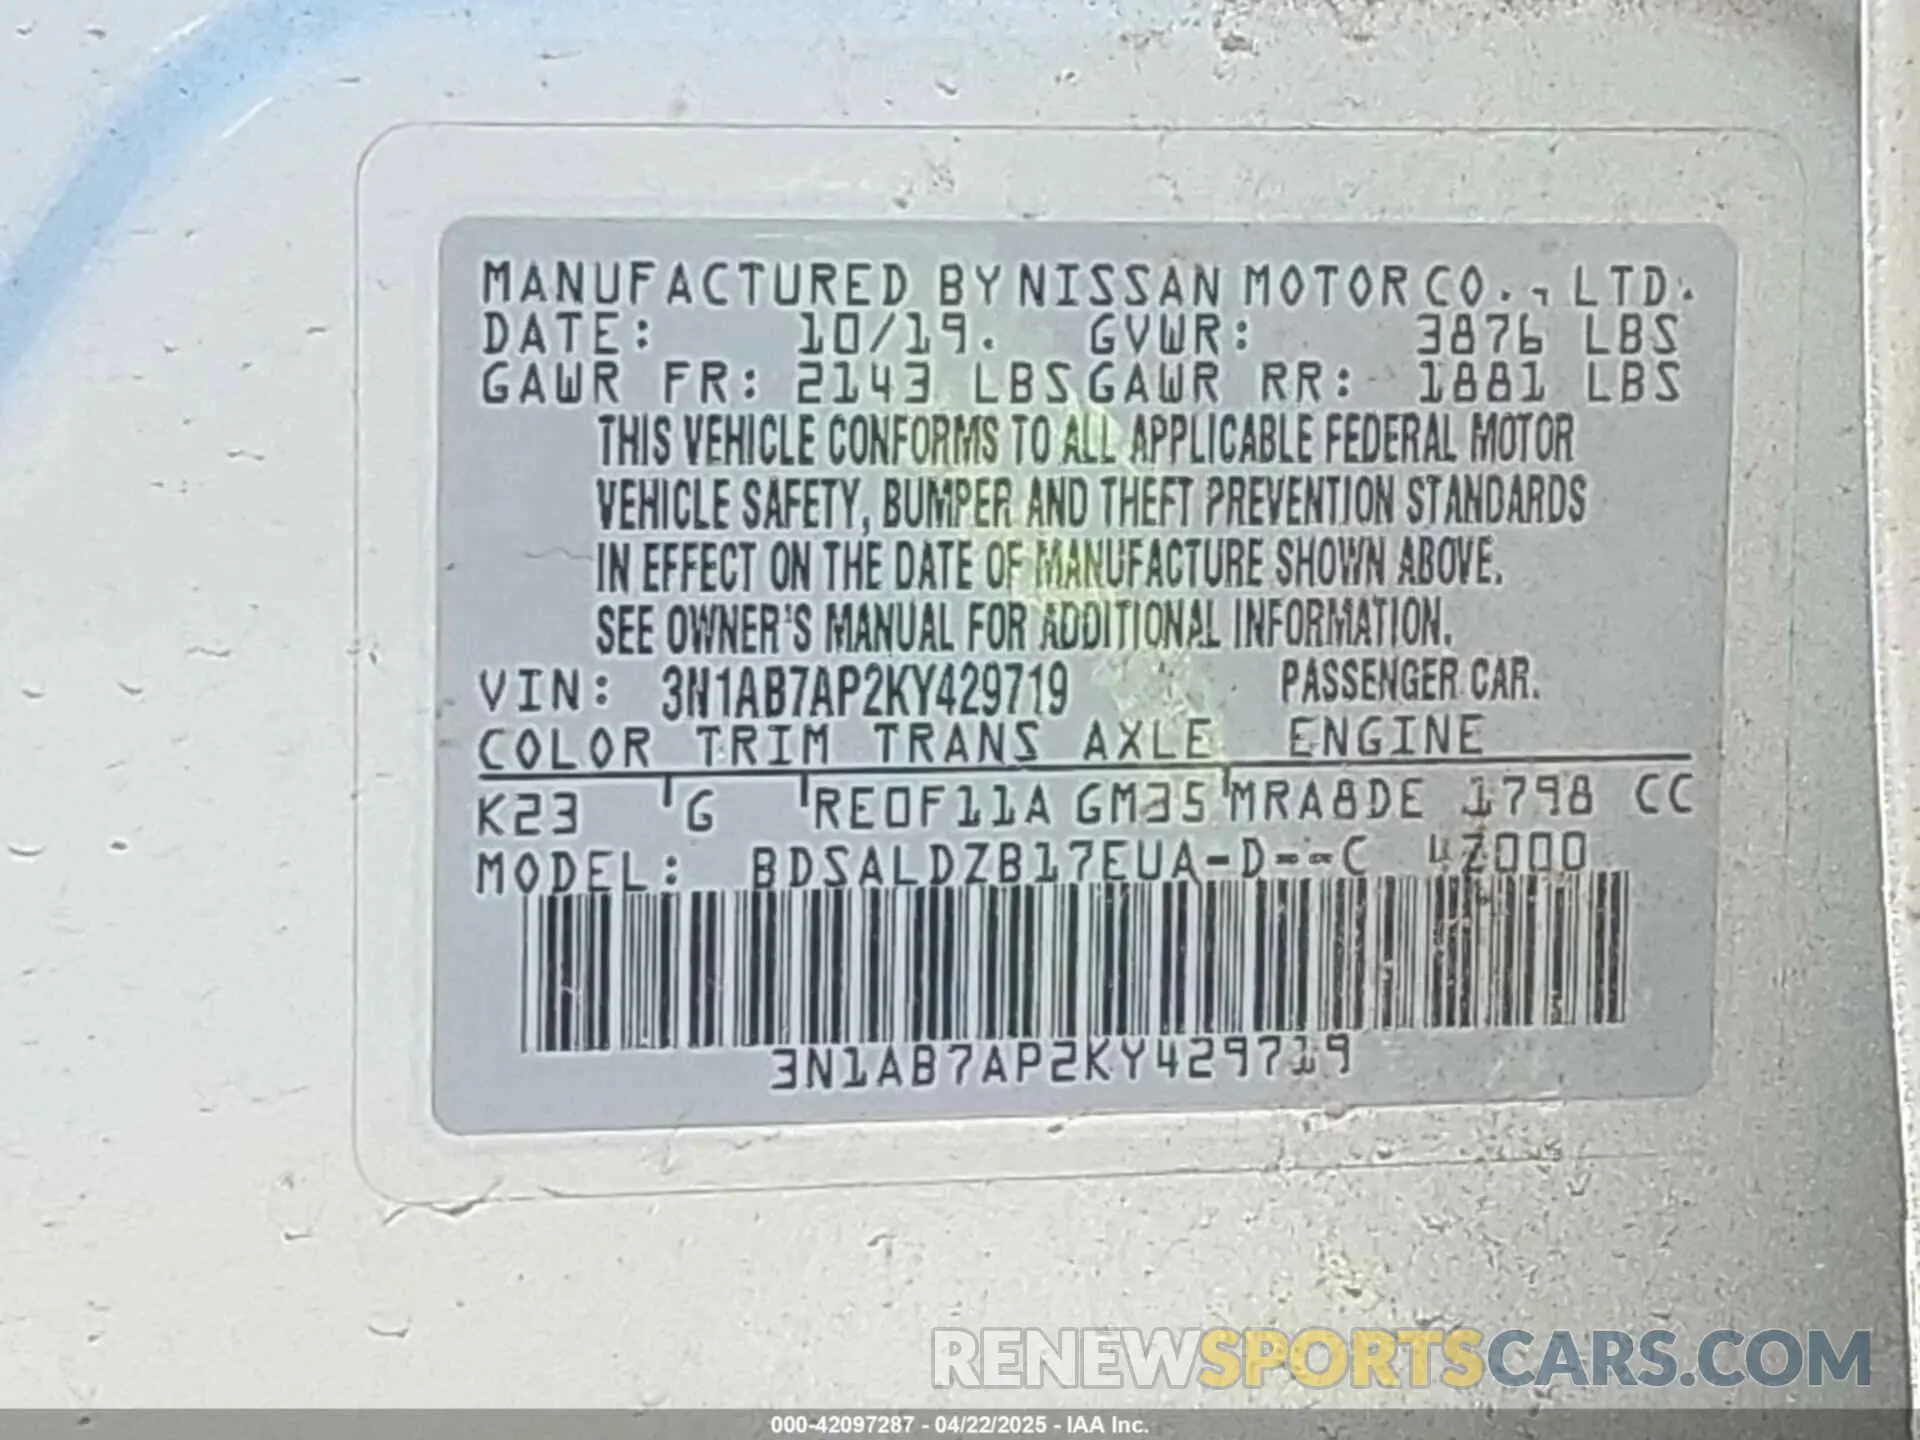 MANUFACTURED BY NISSAN MOTOR CO., LTD.
DATE: 10/19. GVWR: 3876 LBS
GAWR FR: 2143 LBS GAWR RR: 1881 LBS
THIS VEHICLE CONFORMS TO ALL APPLICABLE FEDERAL MOTOR
VEHICLE SAFETY, BUMPER AND THEFT PREVENTION STANDARDS
IN EFFECT ON THE DATE OF MANUFACTURE SHOWN ABOVE.
SEE OWNER'S MANUAL FOR ADDITIONAL INFORMATION.
VIN: 3N1AB7AP2KY429719 PASSENGER CAR.
COLOR TRIM TRANS AXLE ENGINE
K23 G RE0F11A GM35 MRA8DE 1798 CC
MODEL: BDSALDZB17EUA-D--C 4Z000
3N1AB7AP2KY429719
RENEWSPORTSCARS.COM
000-42097287 - 04/22/2025 - IAA Inc.